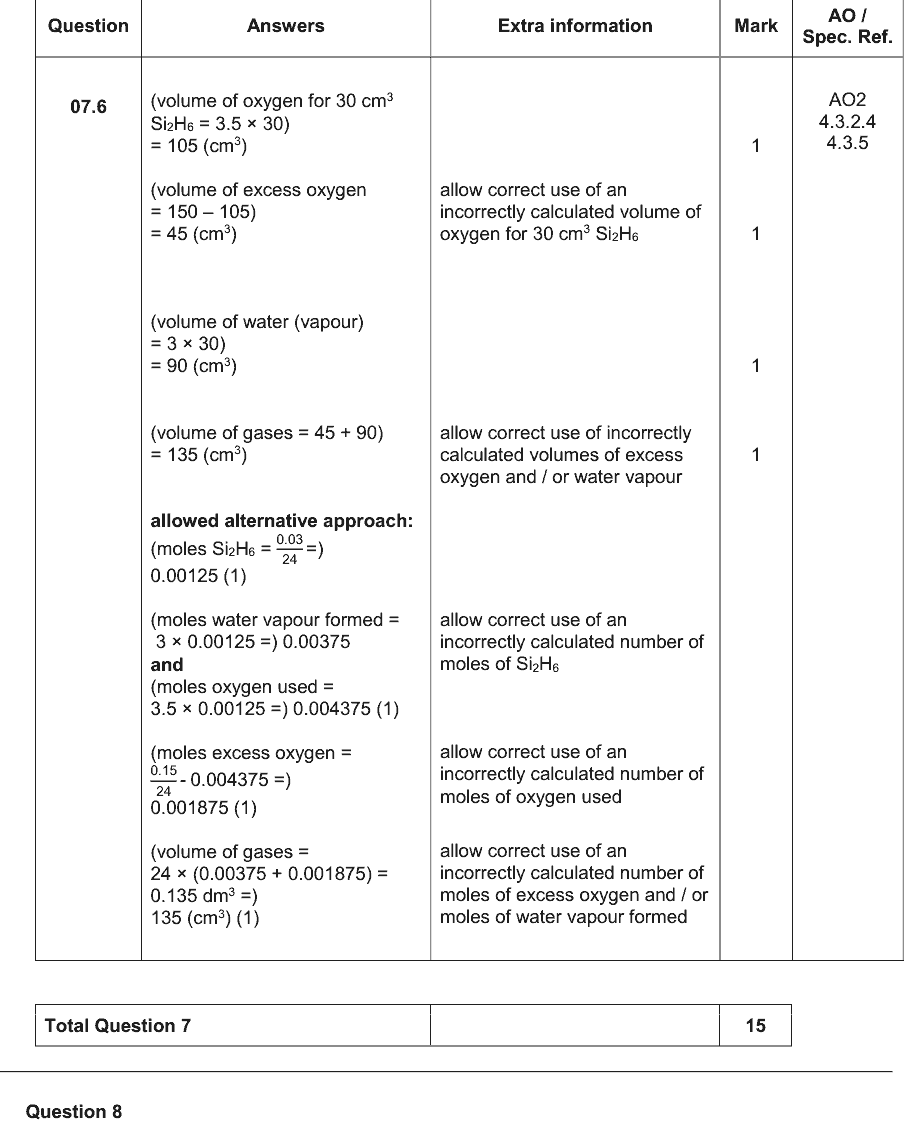 Question Answers Extra information Mark AO /
Spec. Ref.
07.6 (volume of oxygen for 30 cm³
Si₂H₆ = 3.5 × 30)
= 105 (cm³)
1
AO2
4.3.2.4
4.3.5
(volume of excess oxygen
= 150 – 105)
= 45 (cm³)
allow correct use of an
incorrectly calculated volume of
oxygen for 30 cm³ Si₂H₆
1
(volume of water (vapour)
= 3 × 30)
= 90 (cm³)
1
(volume of gases = 45 + 90)
= 135 (cm³)
allow correct use of incorrectly
calculated volumes of excess
oxygen and / or water vapour
1
allowed alternative approach:
(moles Si₂H₆ = 0.03/24 =)
0.00125 (1)
(moles water vapour formed =
3 × 0.00125 =) 0.00375
and
(moles oxygen used =
3.5 × 0.00125 =) 0.004375 (1)
allow correct use of an
incorrectly calculated number of
moles of Si₂H₆
(moles excess oxygen =
0.15/24 - 0.004375 =)
0.001875 (1)
allow correct use of an
incorrectly calculated number of
moles of oxygen used
(volume of gases =
24 × (0.00375 + 0.001875) =
0.135 dm³ =)
135 (cm³) (1)
allow correct use of an
incorrectly calculated number of
moles of excess oxygen and / or
moles of water vapour formed
Total Question 7 15
Question 8